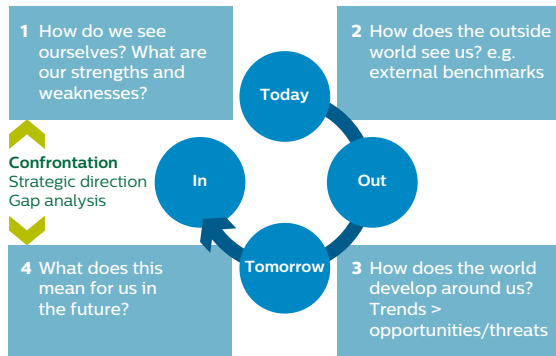 1 How do we see
ourselves? What are
our strengths and
weaknesses?
2 How does the outside
world see us? e.g.
external benchmarks
Today
In
Out
Tomorrow
Confrontation
Strategic direction
Gap analysis
4 What does this
mean for us in
the future?
3 How does the world
develop around us?
Trends >
opportunities/threats